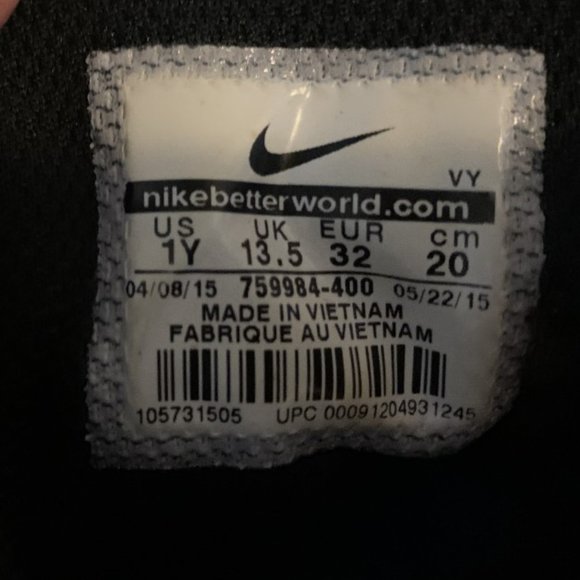 VY
nikebetterworld.com
US UK EUR cm
1Y 13.5 32 20
04/08/15 759984-400 05/22/15
MADE IN VIETNAM
FABRIQUE AU VIETNAM
105731505 UPC 00091204931245